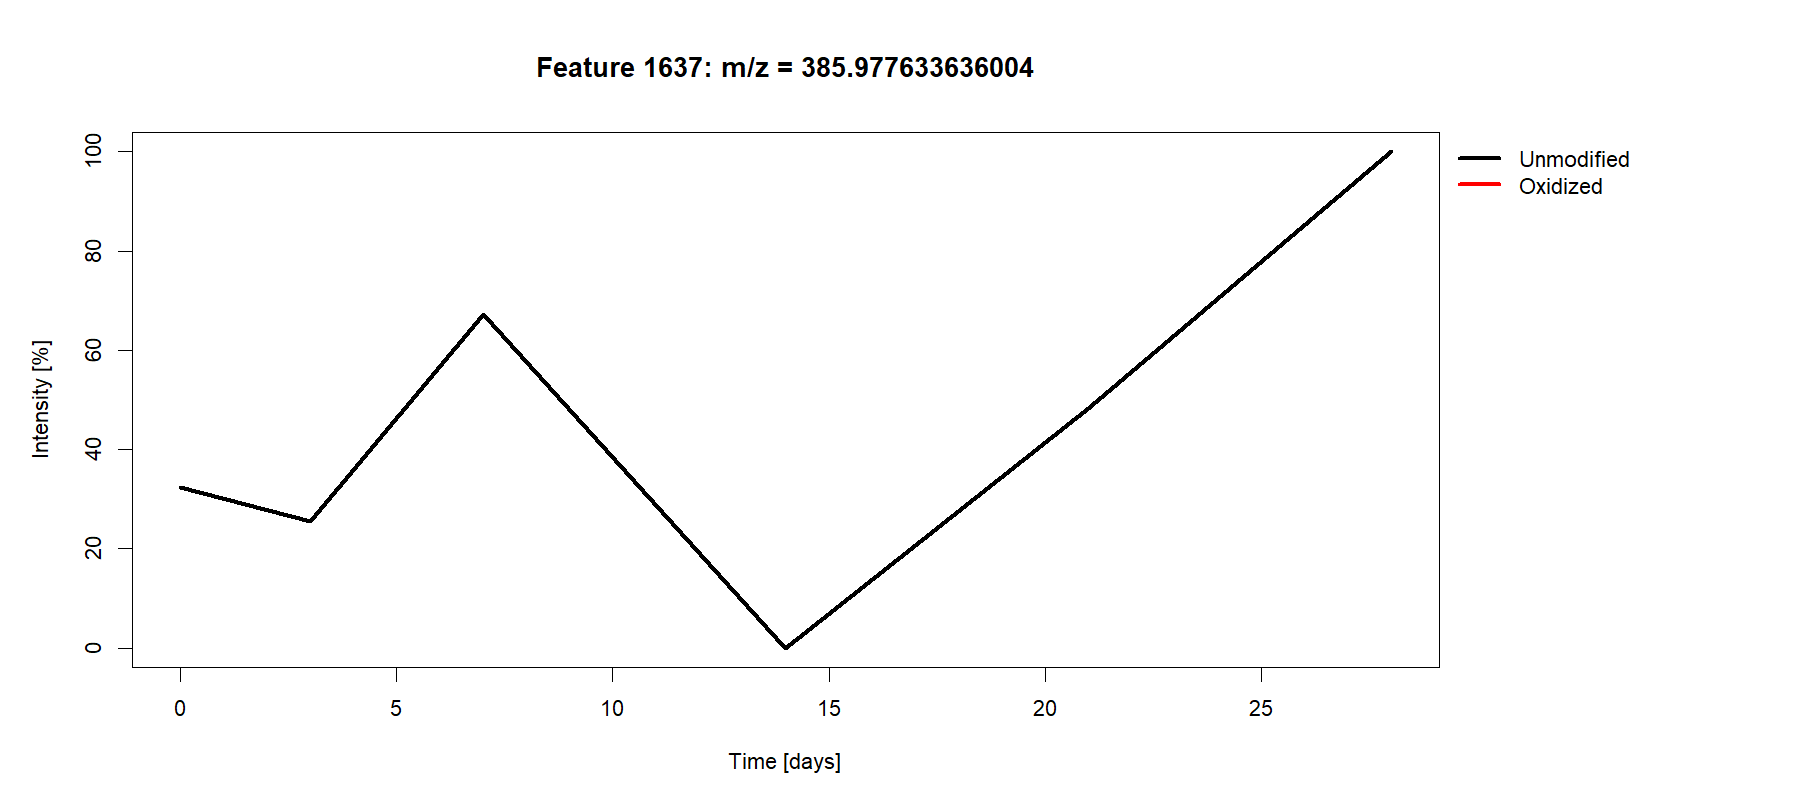 Feature 1637: m/z = 385.977633636004
100
80
60
40
20
0
Intensity [%]
0 5 10 15 20 25
Time [days]
Unmodified
Oxidized